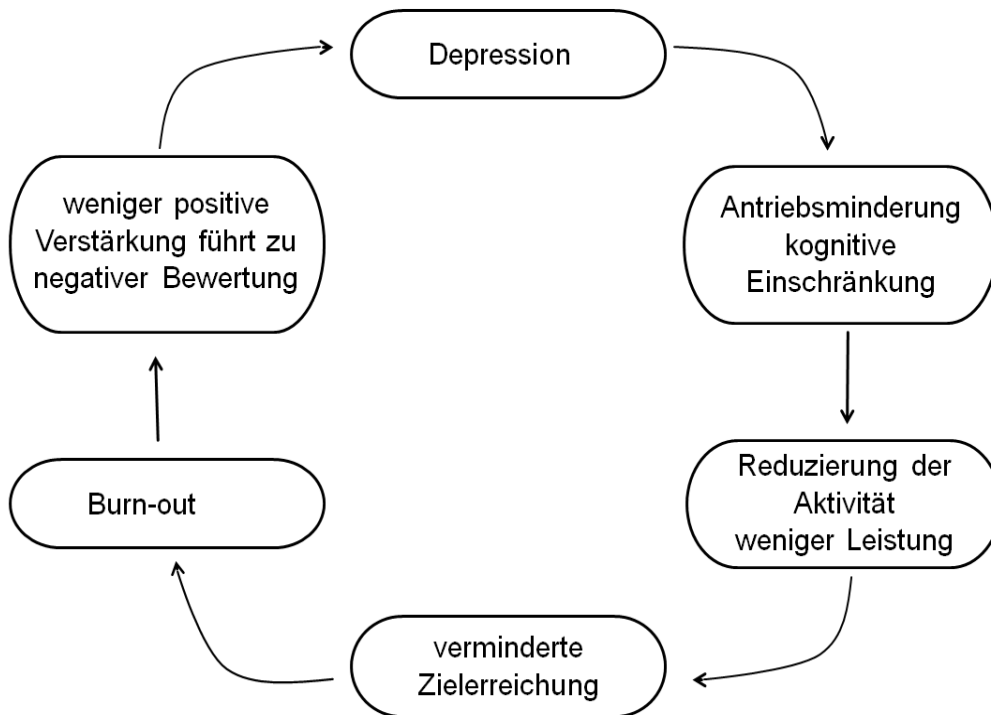 Depression
Antriebsminderung
kognitive
Einschränkung
Reduzierung der
Aktivität
weniger Leistung
verminderte
Zielerreichung
Burn-out
weniger positive
Verstärkung führt zu
negativer Bewertung